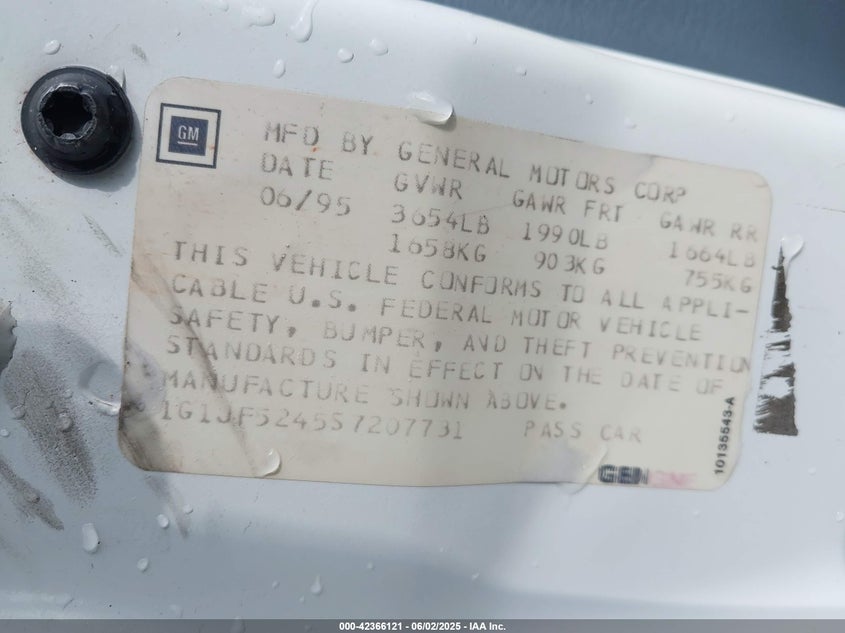 GM
MFD BY GENERAL MOTORS CORP
DATE GVWR GAWR FRT GAWR RR
06/95 3654LB 1990LB 1664LB
1658KG 903KG 755KG
THIS VEHICLE CONFORMS TO ALL APPLI-
CABLE U.S. FEDERAL MOTOR VEHICLE
SAFETY, BUMPER, AND THEFT PREVENTION
STANDARDS IN EFFECT ON THE DATE OF
MANUFACTURE SHOWN ABOVE.
1G1JF5245S7207731 PASS CAR
10135543-A
000-42366121 - 06/02/2025 - IAA Inc.